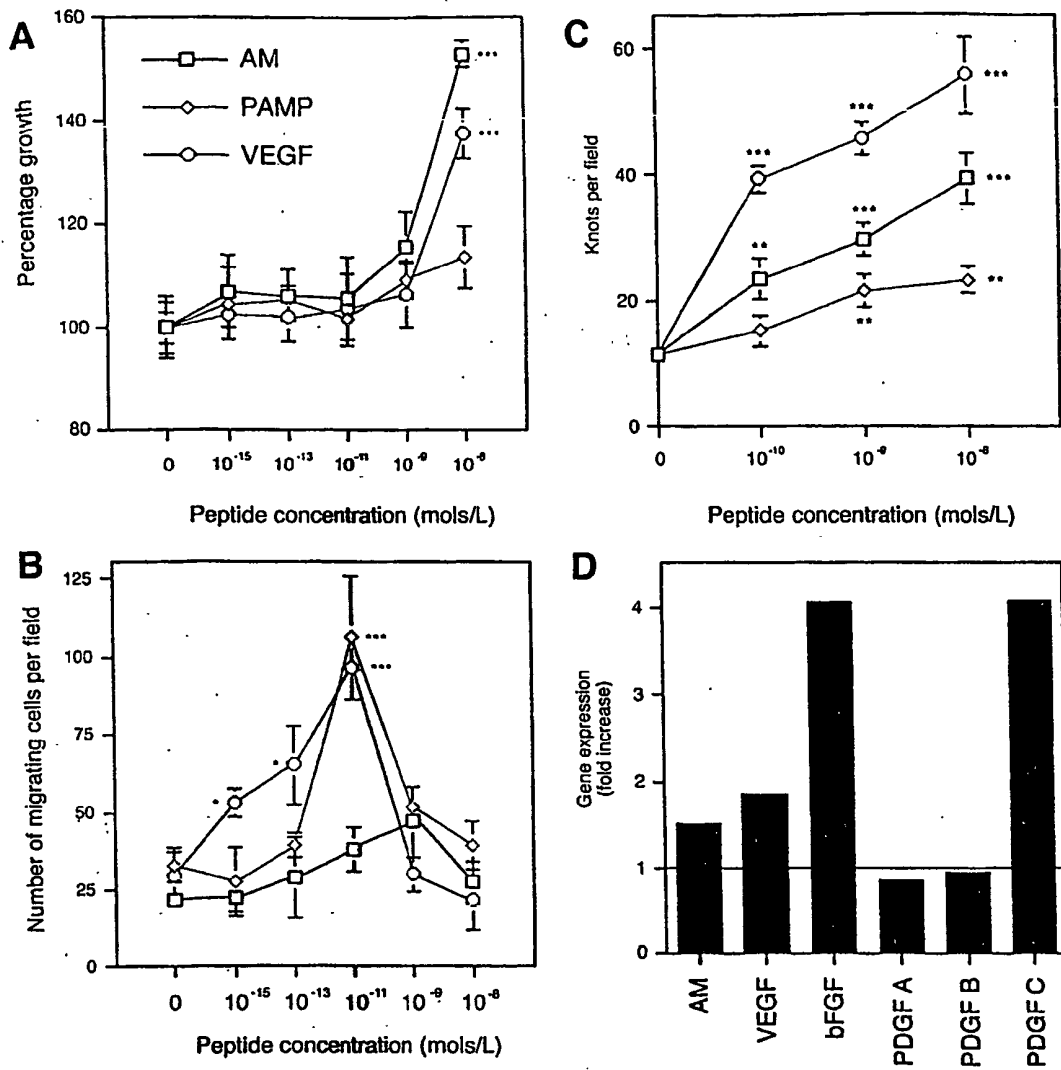 A
160
140
120
100
80
Percentage growth
AM
PAMP
VEGF
***
***
0 10-15 10-13 10-11 10-9 10-8
Peptide concentration (mols/L)
C
60
40
20
0
Knots per field
***
***
***
**
***
***
**
**
0 10-10 10-9 10-8
Peptide concentration (mols/L)
B
125
100
75
50
25
0
Number of migrating cells per field
***
***
*
*
0 10-15 10-13 10-11 10-9 10-8
Peptide concentration (mols/L)
D
4
3
2
1
0
Gene expression
(fold increase)
AM
VEGF
bFGF
PDGF A
PDGF B
PDGF C